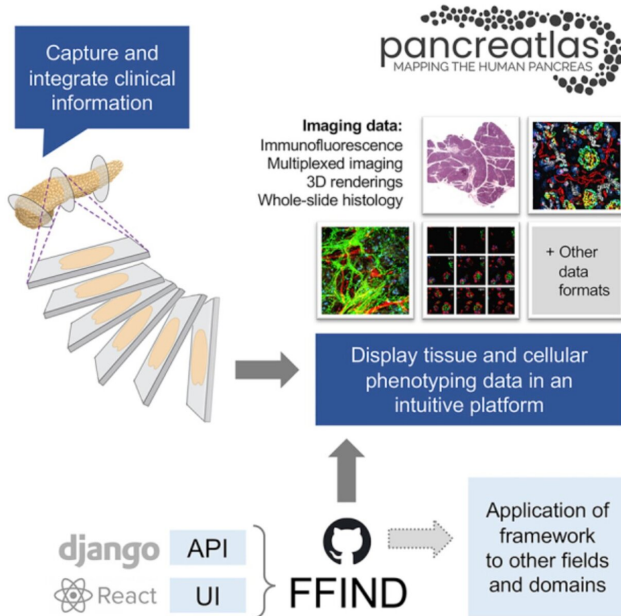 Capture and
integrate clinical
information
pancreatlas
MAPPING THE HUMAN PANCREAS
Imaging data:
Immunofluorescence
Multiplexed imaging
3D renderings
Whole-slide histology
+ Other
data
formats
Display tissue and cellular
phenotyping data in an
intuitive platform
django API
React UI
FFIND
Application of
framework
to other fields
and domains